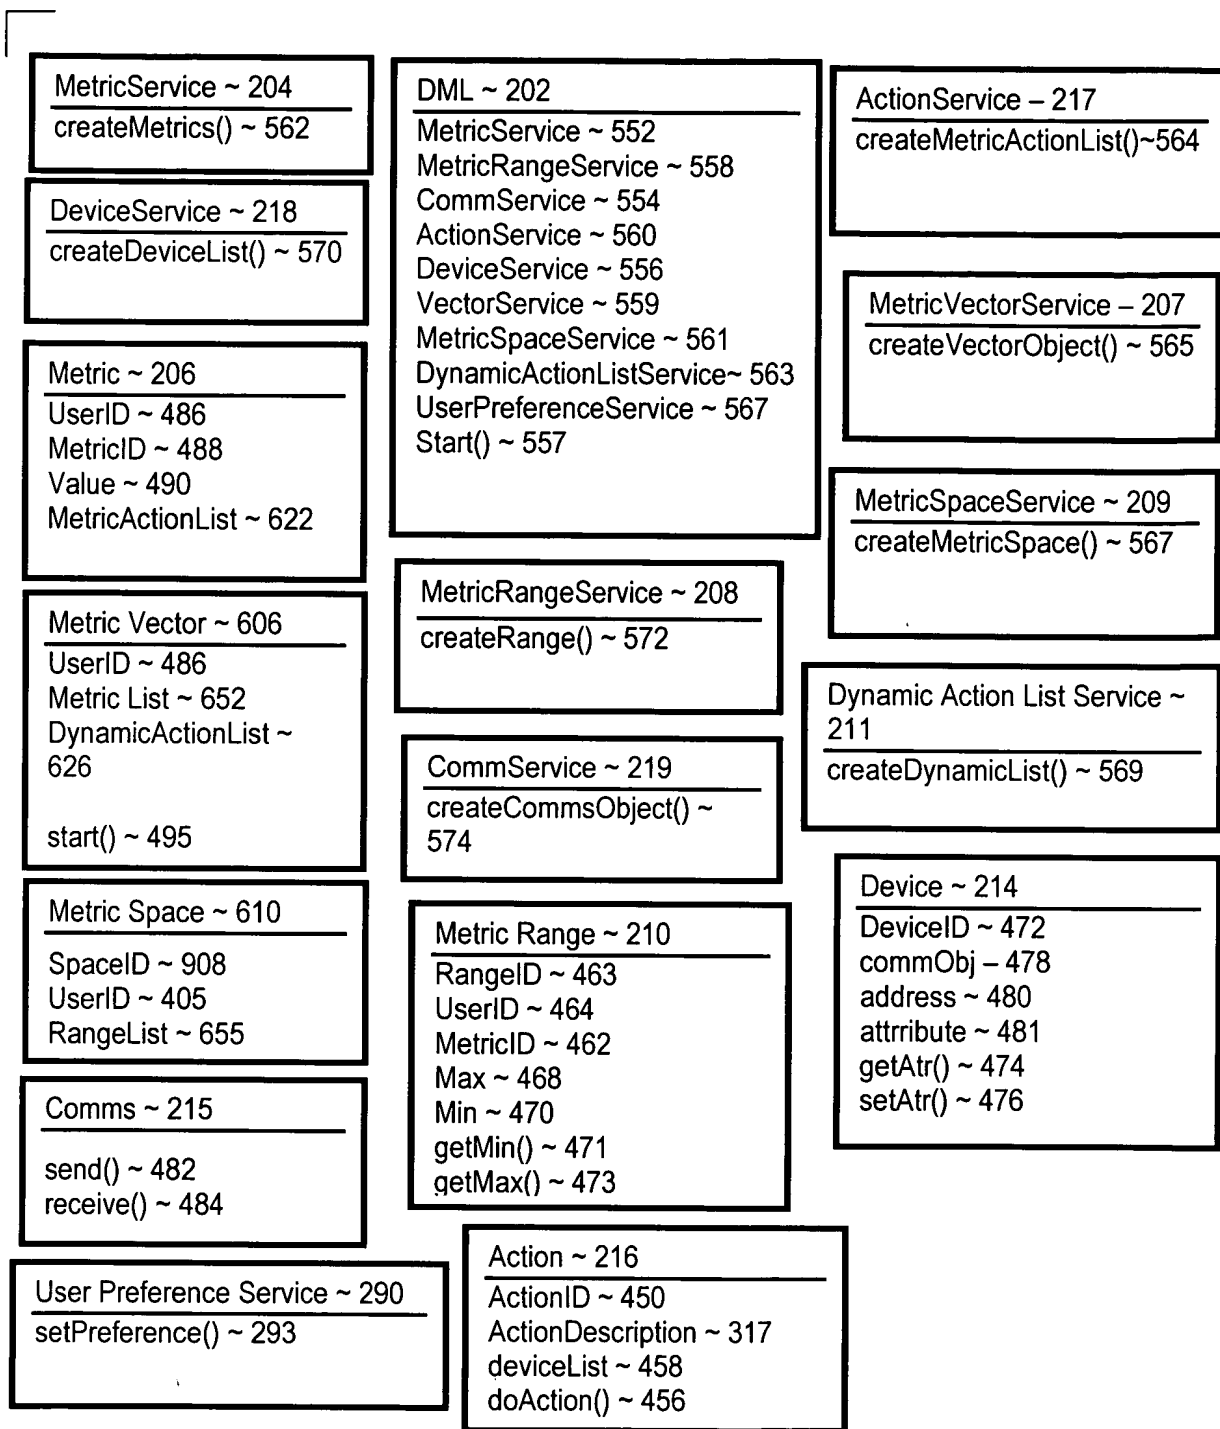 MetricService ~ 204
createMetrics() ~ 562
DeviceService ~ 218
createDeviceList() ~ 570
Metric ~ 206
UserID ~ 486
MetricID ~ 488
Value ~ 490
MetricActionList ~ 622
Metric Vector ~ 606
UserID ~ 486
Metric List ~ 652
DynamicActionList ~
626
start() ~ 495
Metric Space ~ 610
SpaceID ~ 908
UserID ~ 405
RangeList ~ 655
Comms ~ 215
send() ~ 482
receive() ~ 484
User Preference Service ~ 290
setPreference() ~ 293
DML ~ 202
MetricService ~ 552
MetricRangeService ~ 558
CommService ~ 554
ActionService ~ 560
DeviceService ~ 556
VectorService ~ 559
MetricSpaceService ~ 561
DynamicActionListService~ 563
UserPreferenceService ~ 567
Start() ~ 557
MetricRangeService ~ 208
createRange() ~ 572
CommService ~ 219
createCommsObject() ~
574
Metric Range ~ 210
RangeID ~ 463
UserID ~ 464
MetricID ~ 462
Max ~ 468
Min ~ 470
getMin() ~ 471
getMax() ~ 473
Action ~ 216
ActionID ~ 450
ActionDescription ~ 317
deviceList ~ 458
doAction() ~ 456
ActionService – 217
createMetricActionList()~564
MetricVectorService – 207
createVectorObject() ~ 565
MetricSpaceService ~ 209
createMetricSpace() ~ 567
Dynamic Action List Service ~
211
createDynamicList() ~ 569
Device ~ 214
DeviceID ~ 472
commObj – 478
address ~ 480
attrribute ~ 481
getAtr() ~ 474
setAtr() ~ 476